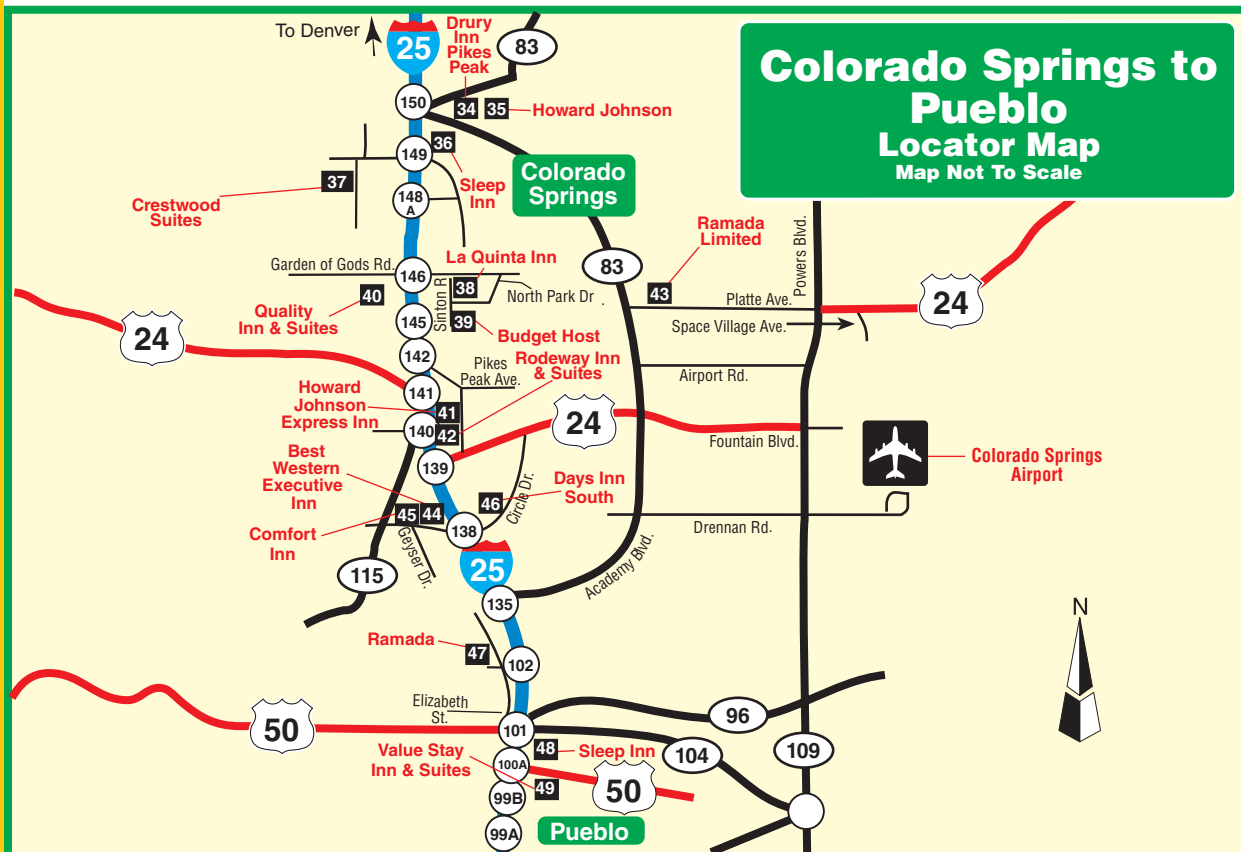 To Denver
25
Drury
Inn
Pikes
Peak
83
Colorado Springs to
Pueblo
Locator Map
Map Not To Scale
150
34
35
Howard Johnson
149
36
Sleep
Inn
37
Crestwood
Suites
148
A
Colorado
Springs
83
Ramada
Limited
Powers Blvd.
Garden of Gods Rd.
146
La Quinta Inn
38
North Park Dr .
Sinton R
43
Platte Ave.
24
40
Quality
Inn & Suites
145
39
Budget Host
Space Village Ave.
24
142
Pikes
Peak Ave.
Rodeway Inn
& Suites
Airport Rd.
141
Howard
Johnson
Express Inn
41
140
42
24
Fountain Blvd.
139
Best
Western
Executive
Inn
Colorado Springs
Airport
Days Inn
South
46
Circle Dr.
45
44
138
Comfort
Inn
Geyser Dr.
Drennan Rd.
115
25
Academy Blvd.
135
N
Ramada
47
102
Elizabeth
St.
96
50
101
104
109
Value Stay
Inn & Suites
48
Sleep Inn
100A
49
50
99B
99A
Pueblo